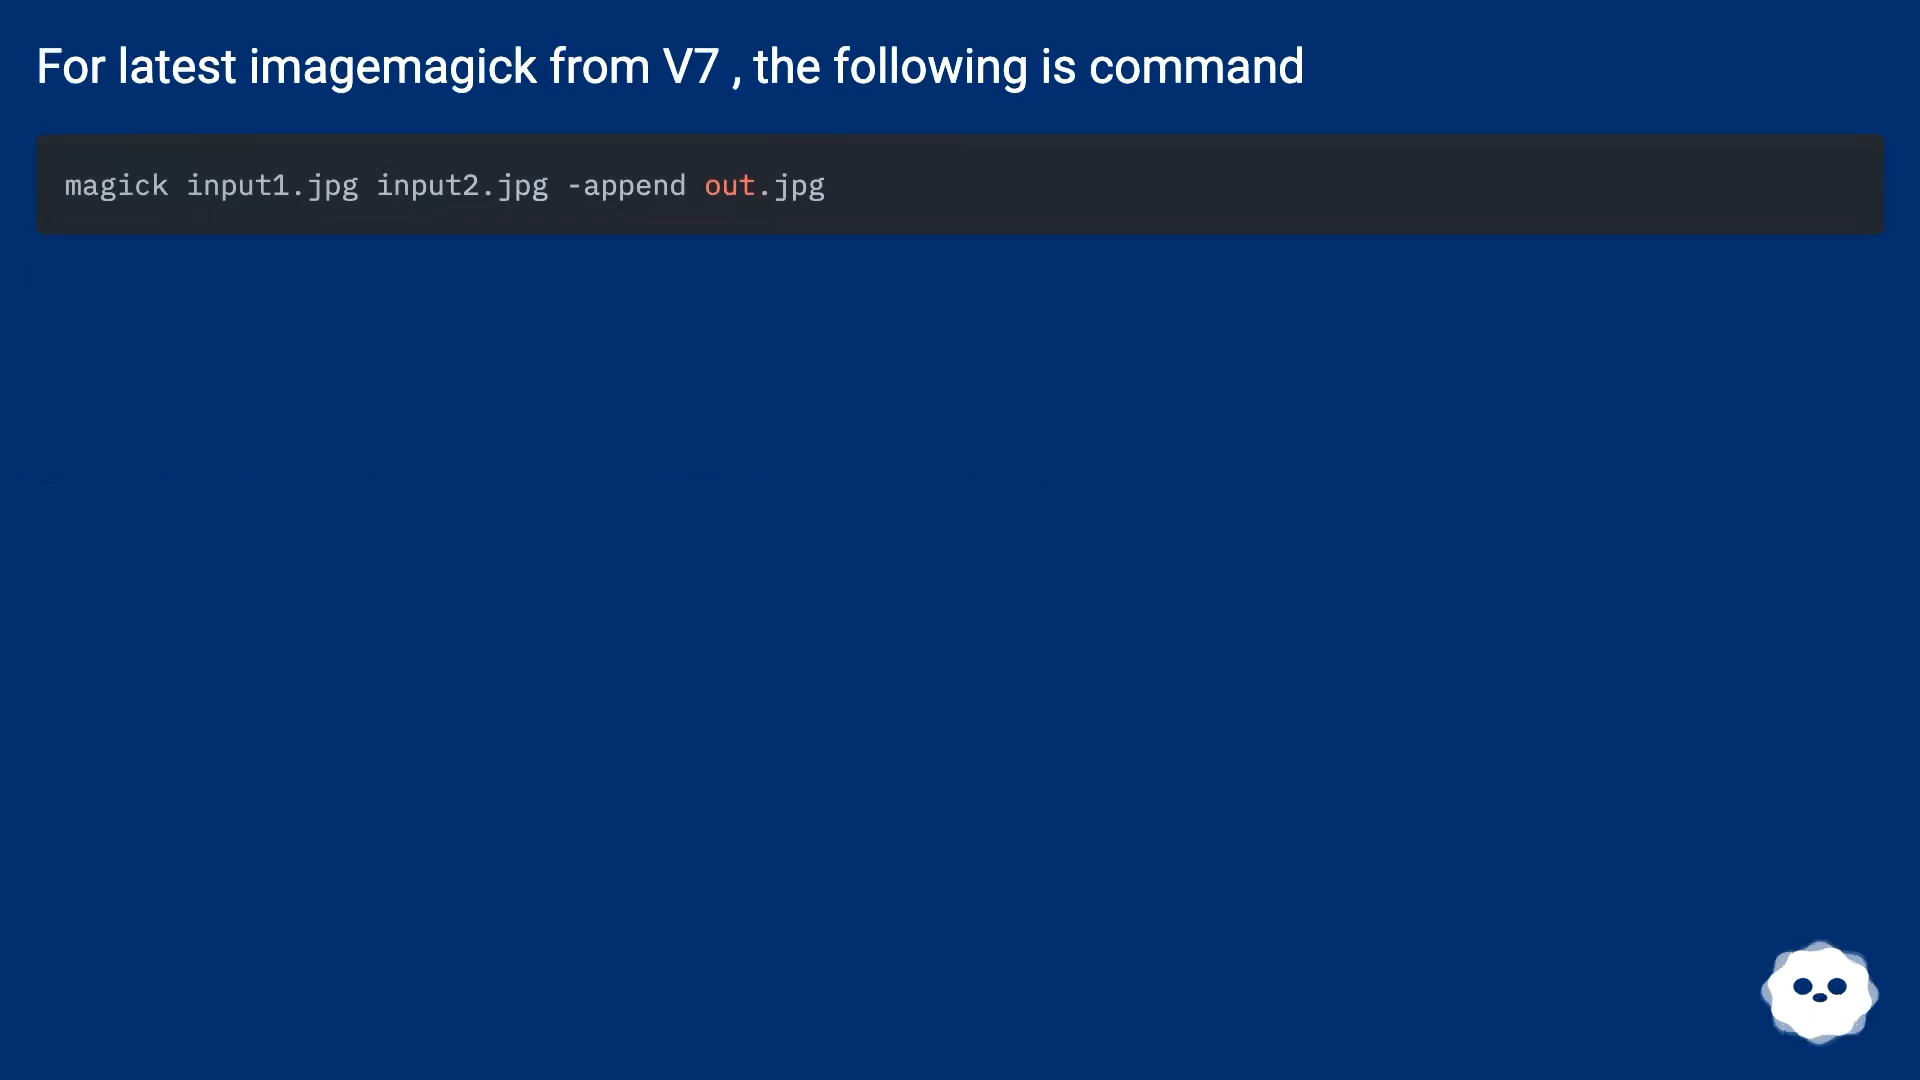 For latest imagemagick from V7 , the following is command
magick input1.jpg input2.jpg -append out.jpg